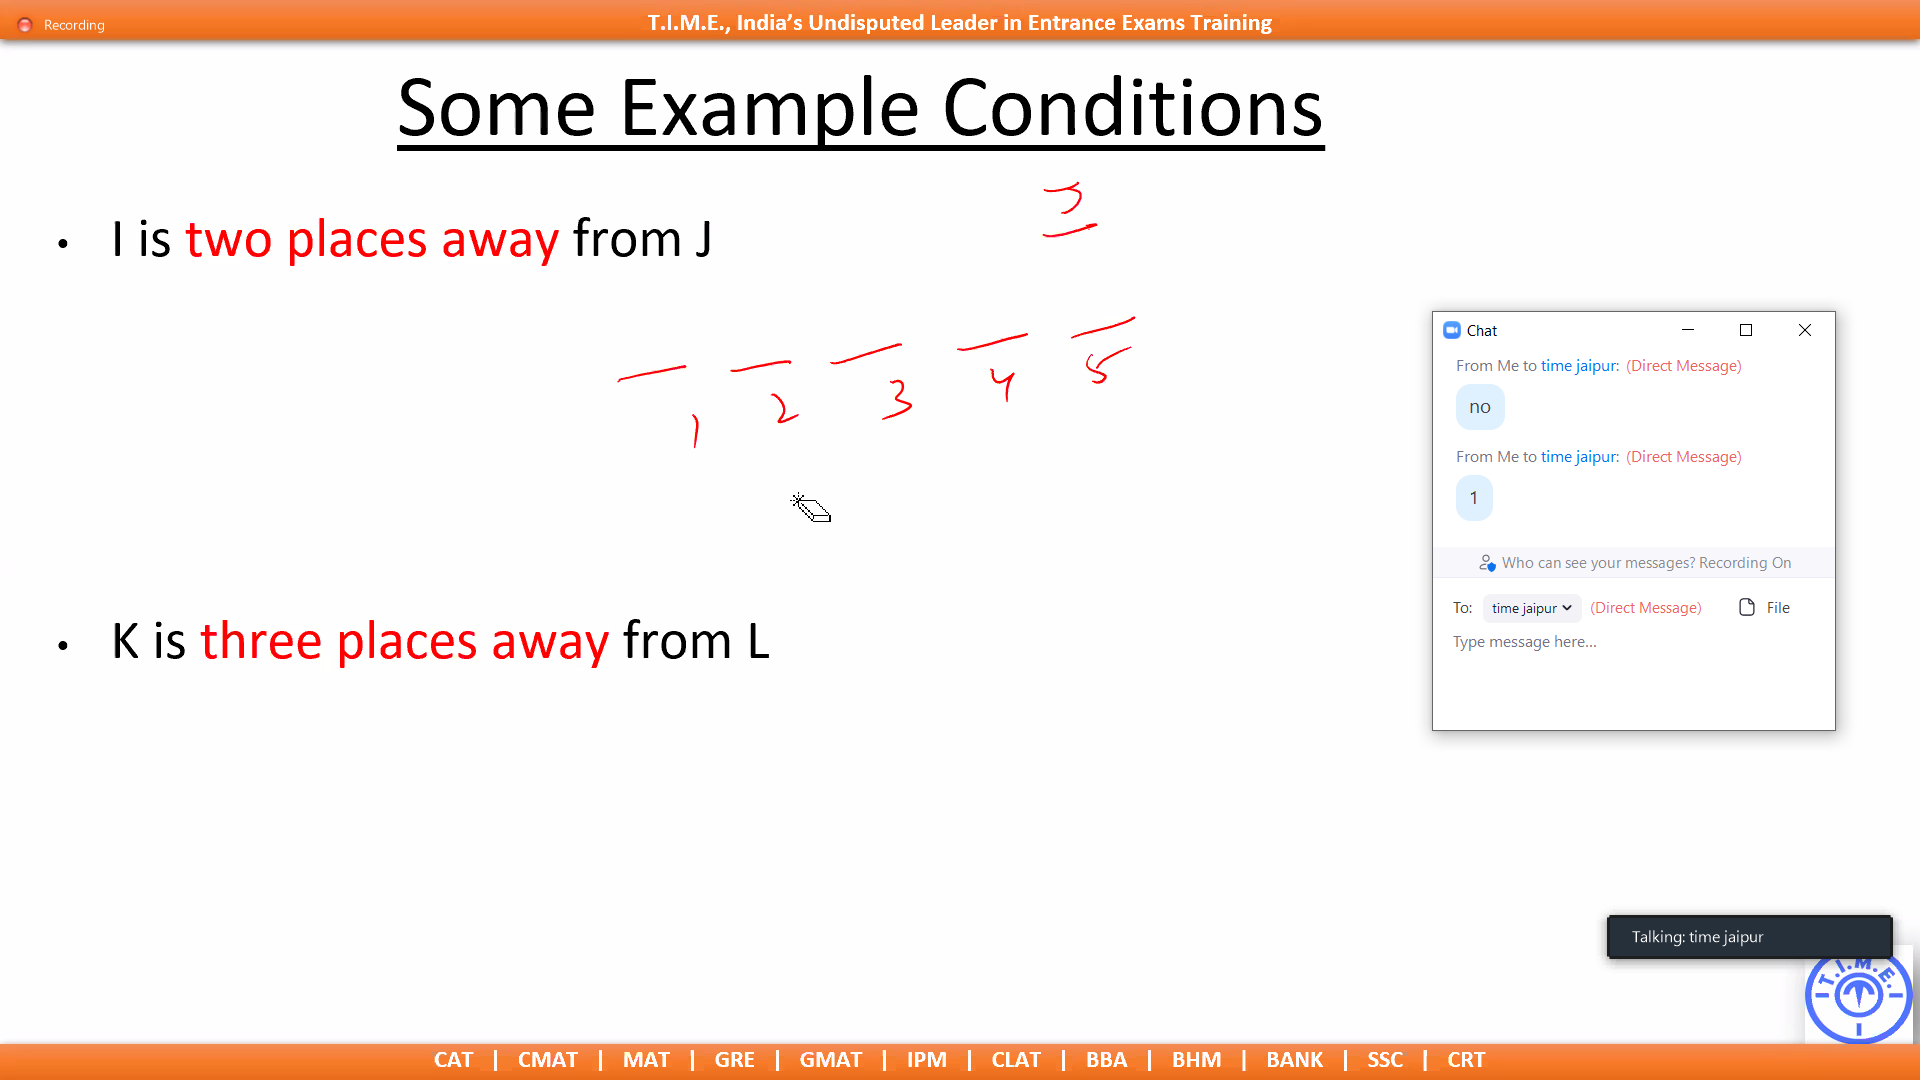 Recording
T.I.M.E., India's Undisputed Leader in Entrance Exams Training
Some Example Conditions
• I is two places away from J
1 2 3 4 5
• K is three places away from L
Chat
From Me to time jaipur: (Direct Message)
no
From Me to time jaipur: (Direct Message)
1
Who can see your messages? Recording On
To: time jaipur (Direct Message) File
Type message here...
Talking: time jaipur
T.I.M.E.
CAT | CMAT | MAT | GRE | GMAT | IPM | CLAT | BBA | BHM | BANK | SSC | CRT